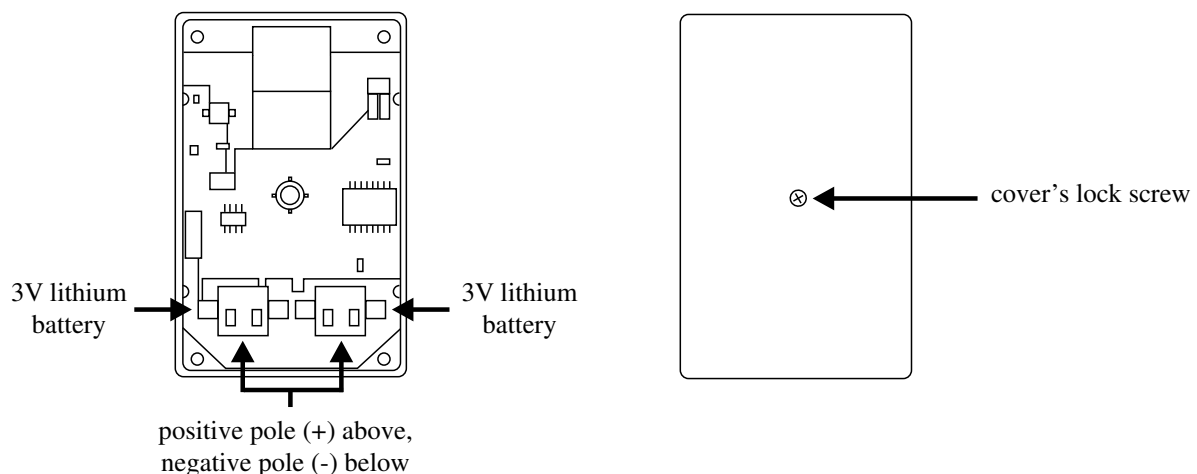 cover’s lock screw
3V lithium
battery
3V lithium
battery
positive pole (+) above,
negative pole (-) below